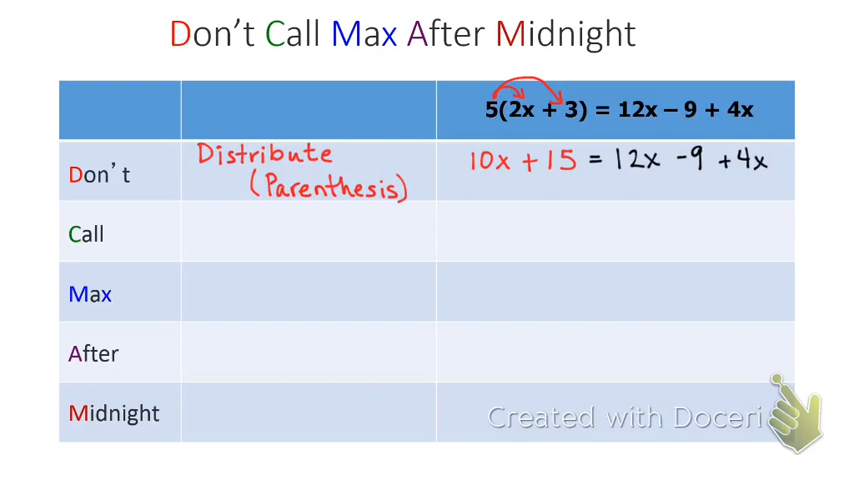 Don't Call Max After Midnight
5(2x + 3) = 12x – 9 + 4x
Don't
Distribute
(Parenthesis)
10x + 15 = 12x - 9 + 4x
Call
Max
After
Midnight
Created with Doceri